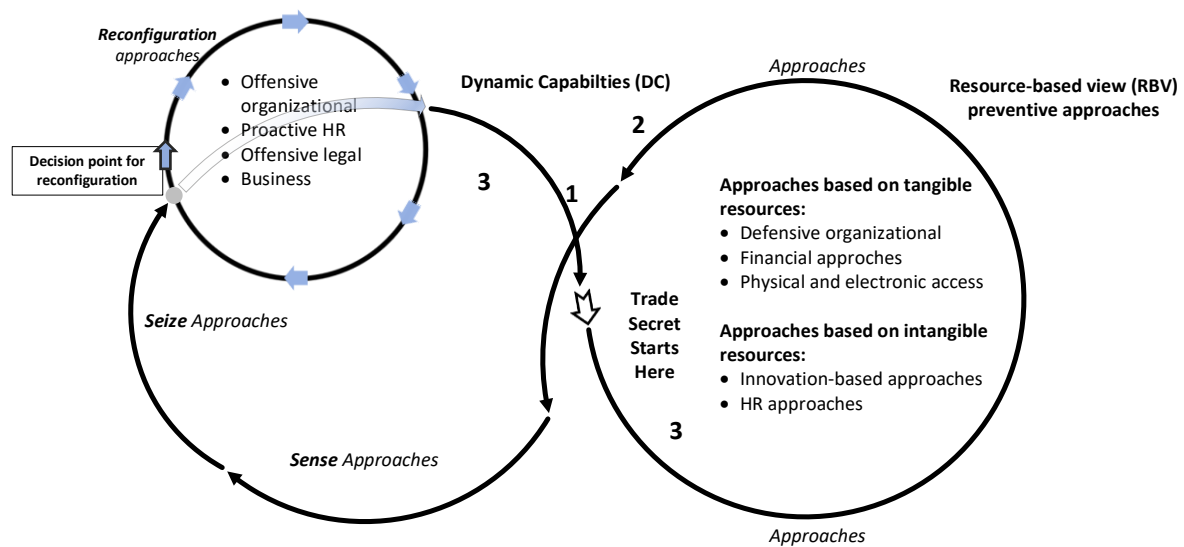 Reconfiguration
approaches
• Offensive
organizational
• Proactive HR
• Offensive legal
• Business
Decision point for
reconfiguration
Dynamic Capabilties (DC)
3
1
2
Seize Approaches
Sense Approaches
Approaches
Resource-based view (RBV)
preventive approaches
Approaches based on tangible
resources:
• Defensive organizational
• Financial approches
• Physical and electronic access
Trade
Secret
Starts
Here
Approaches based on intangible
resources:
• Innovation-based approaches
• HR approaches
3
Approaches